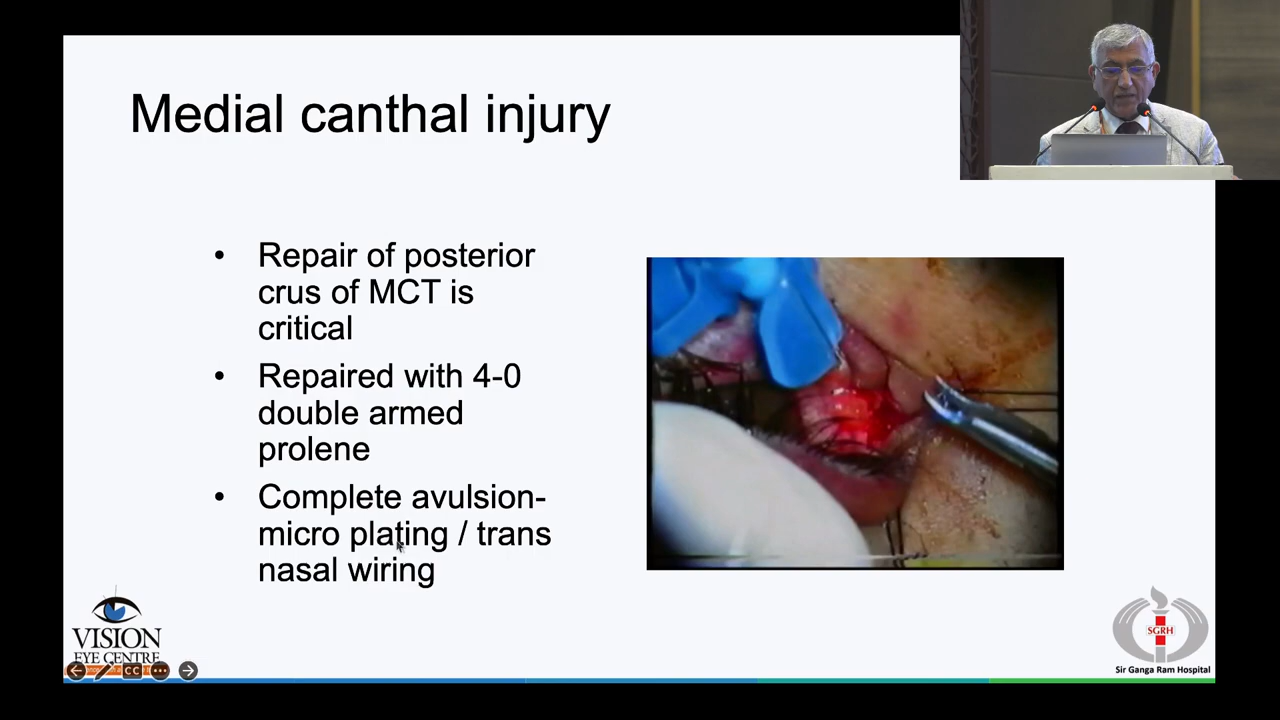 Medial canthal injury
• Repair of posterior
crus of MCT is
critical
• Repaired with 4-0
double armed
prolene
• Complete avulsion-
micro plating / trans
nasal wiring
VISION
EYE CENTRE
CC
SGRH
Sir Ganga Ram Hospital